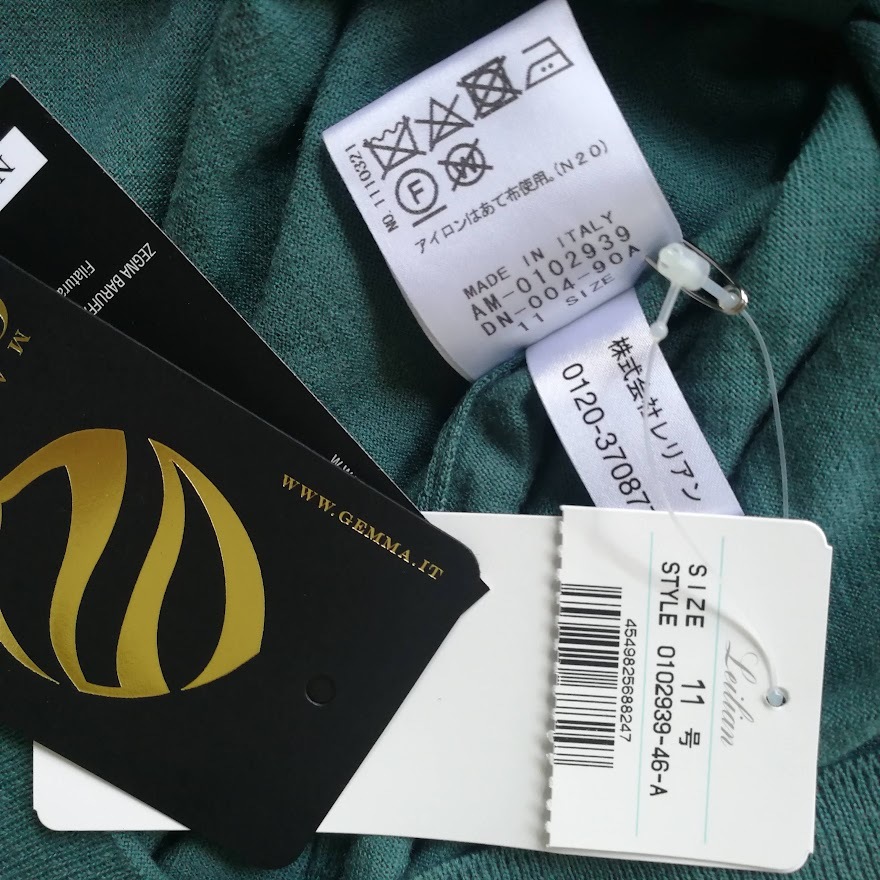 NO.1110321
F
W
アイロンはあて布使用。(N20)
MADE IN ITALY
AM-0102939
DN-004-90A
11 SIZE
株式会社レリアン
0120-37087
ZEGNA BARUFF
Filatura
WWW.GEMMA.IT
M A
N
Leilian
SIZE 11 号
STYLE 0102939-46-A
4549825688247